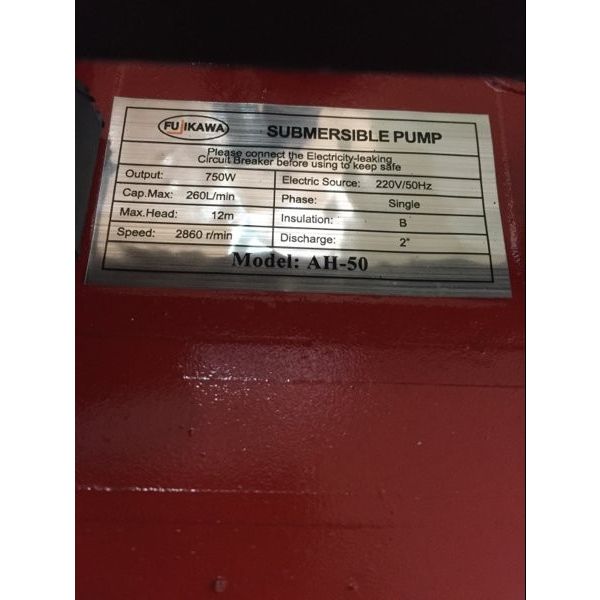 FUJIKAWA SUBMERSIBLE PUMP
Please connect the Electricity-leaking
Circuit Breaker before using to keep safe
Output: 750W Electric Source: 220V/50Hz
Cap.Max: 260L/min Phase: Single
Max.Head: 12m Insulation: B
Speed: 2860 r/min Discharge: 2"
Model: AH-50